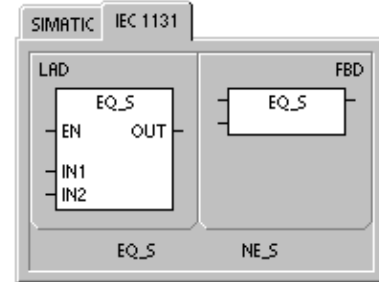 SIMATIC IEC 1131
LAD FBD
EQ_S EQ_S
EN OUT
IN1
IN2
EQ_S NE_S